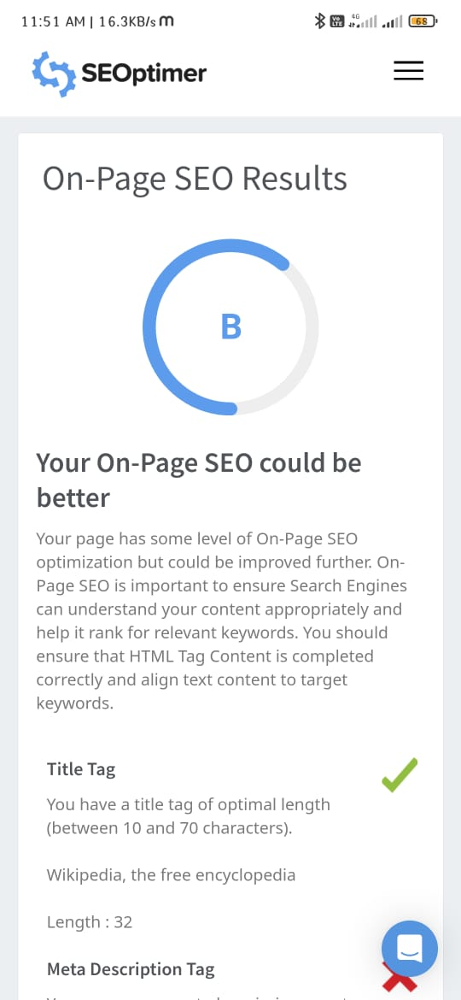 11:51 AM | 16.3KB/s
Vo LTE
4G
68
SEOptimer
On-Page SEO Results
B
Your On-Page SEO could be
better
Your page has some level of On-Page SEO
optimization but could be improved further. On-
Page SEO is important to ensure Search Engines
can understand your content appropriately and
help it rank for relevant keywords. You should
ensure that HTML Tag Content is completed
correctly and align text content to target
keywords.
Title Tag
You have a title tag of optimal length
(between 10 and 70 characters).
Wikipedia, the free encyclopedia
Length : 32
Meta Description Tag